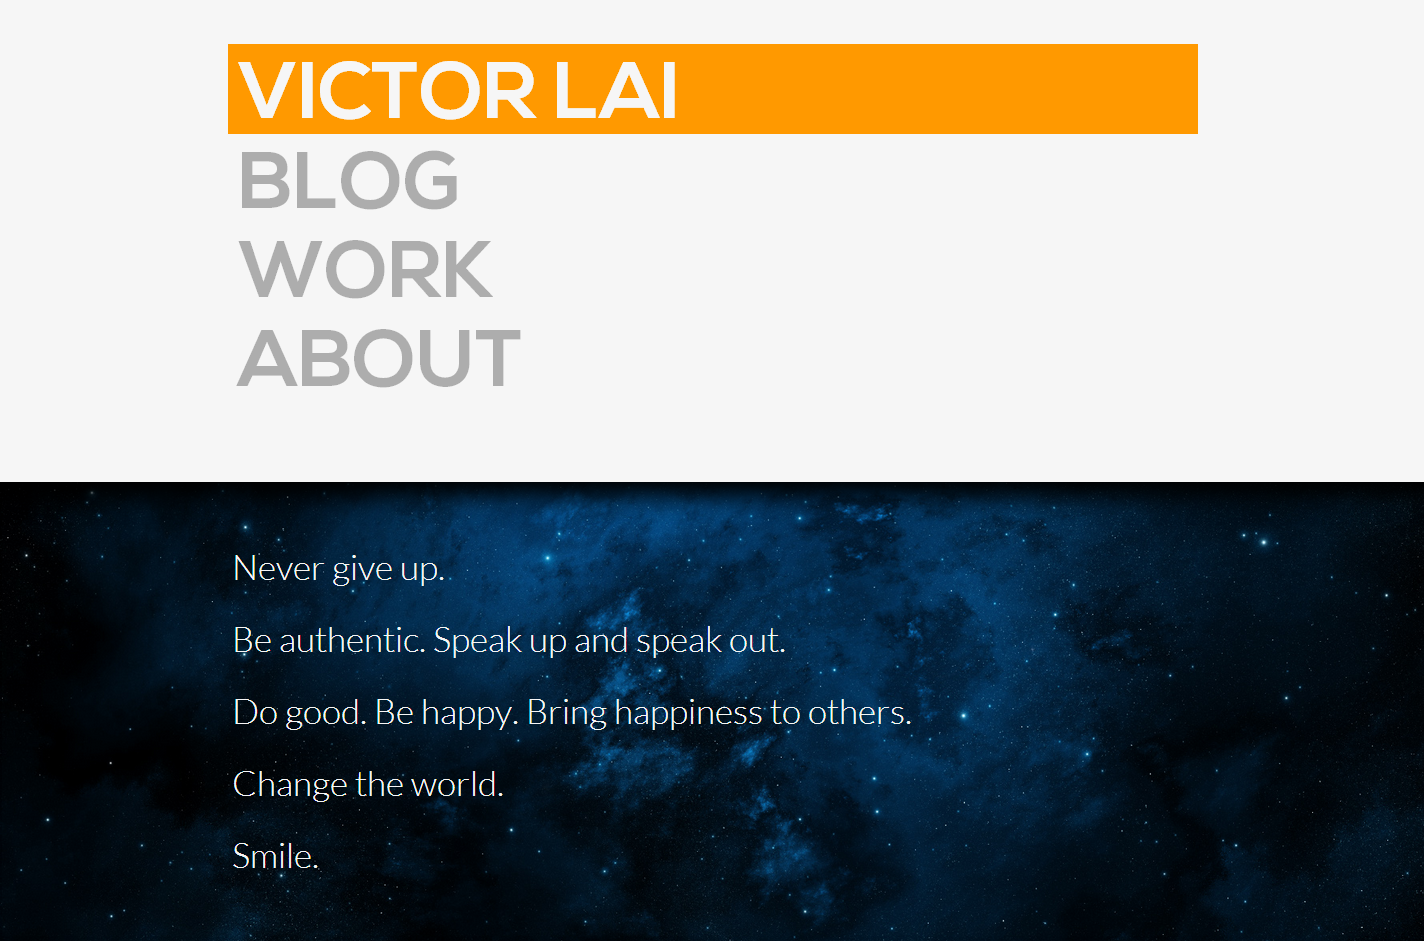 VICTOR LAI
BLOG
WORK
ABOUT
Never give up.
Be authentic. Speak up and speak out.
Do good. Be happy. Bring happiness to others.
Change the world.
Smile.